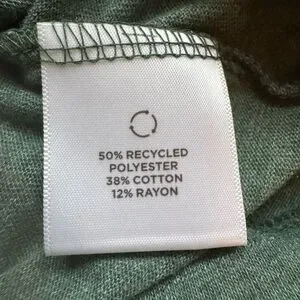 50% RECYCLED
POLYESTER
38% COTTON
12% RAYON